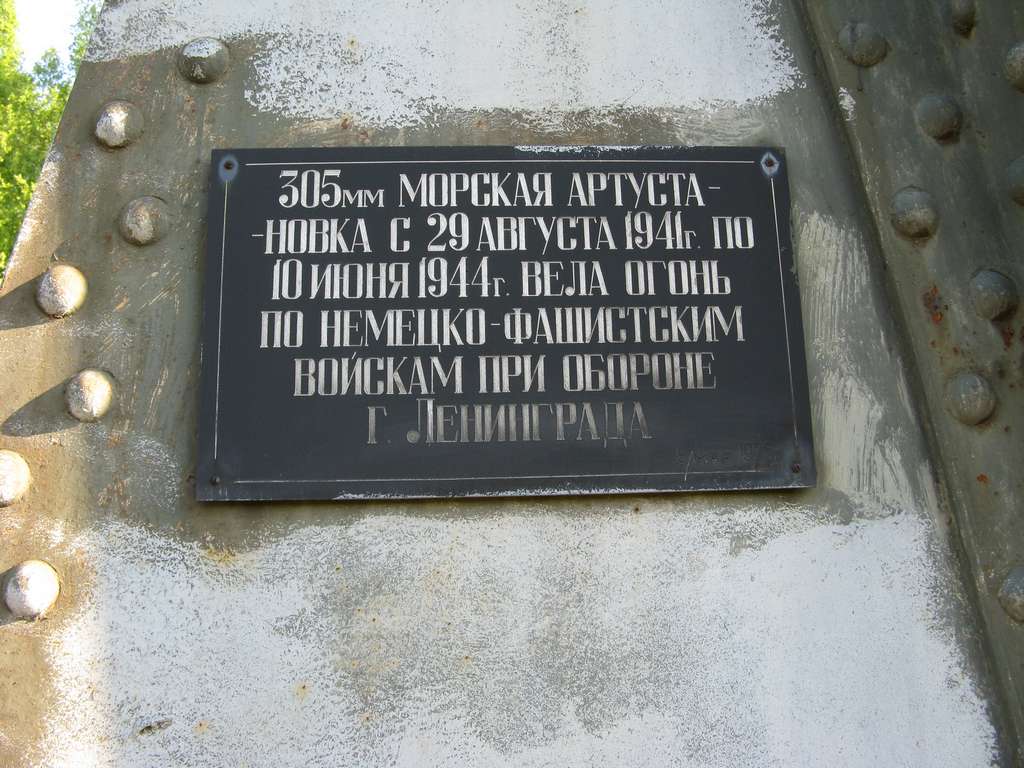 305мм МОРСКАЯ АРТУСТА-
-НОВКА С 29 АВГУСТА 1941г. ПО
10 ИЮНЯ 1944г. ВЕЛА ОГОНЬ
ПО НЕМЕЦКО-ФАШИСТСКИМ
ВОЙСКАМ ПРИ ОБОРОНЕ
г. ЛЕНИНГРАДА